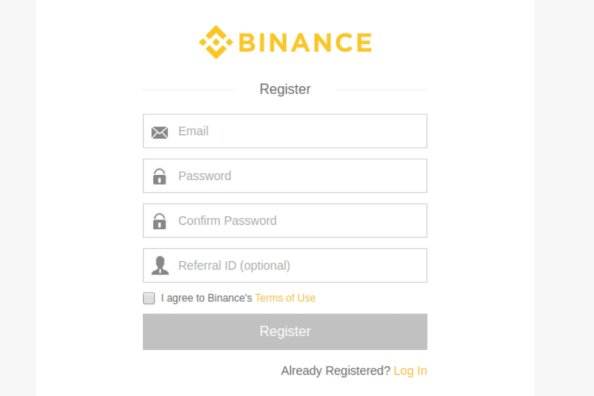 BINANCE
Register
Email
Password
Confirm Password
Referral ID (optional)
I agree to Binance's Terms of Use
Register
Already Registered? Log In